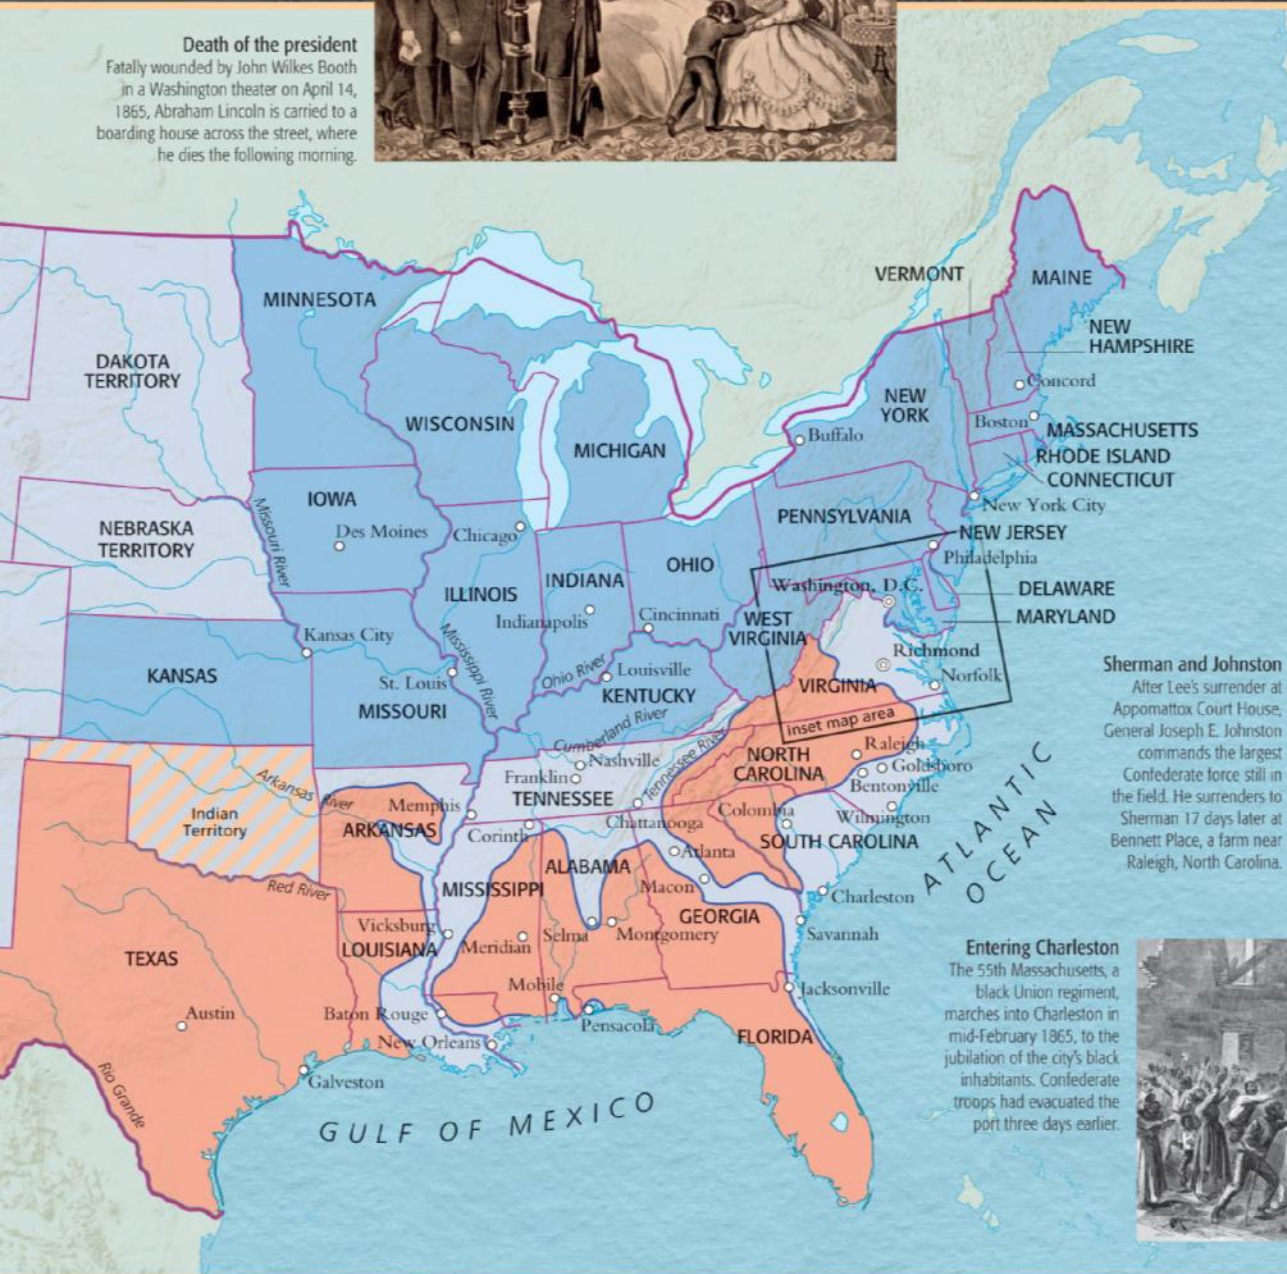 Death of the president
Fatally wounded by John Wilkes Booth
in a Washington theater on April 14,
1865, Abraham Lincoln is carried to a
boarding house across the street, where
he dies the following morning.
VERMONT
MAINE
MINNESOTA
NEW
HAMPSHIRE
DAKOTA
TERRITORY
Concord
NEW
YORK
WISCONSIN
Boston
MASSACHUSETTS
Buffalo
MICHIGAN
RHODE ISLAND
CONNECTICUT
IOWA
Missouri River
New York City
PENNSYLVANIA
NEBRASKA
TERRITORY
Des Moines
Chicago
NEW JERSEY
Philadelphia
OHIO
INDIANA
ILLINOIS
Washington, D.C.
DELAWARE
MARYLAND
Indianapolis
Cincinnati
WEST
VIRGINIA
Kansas City
Mississippi River
Richmond
KANSAS
St. Louis
Ohio River
Louisville
Norfolk
VIRGINIA
KENTUCKY
MISSOURI
Cumberland River
inset map area
Sherman and Johnston
After Lee's surrender at
Appomattox Court House,
General Joseph E. Johnston
commands the largest
Confederate force still in
the field. He surrenders to
Sherman 17 days later at
Bennett Place, a farm near
Raleigh, North Carolina.
Raleigh
Nashville
Tennessee River
NORTH
CAROLINA
Goldsboro
Franklin
Arkansas River
Bentonville
TENNESSEE
Memphis
Indian
Territory
ARKANSAS
Colombia
Wilmington
Chattanooga
Corinth
SOUTH CAROLINA
ATLANTIC
OCEAN
Atlanta
ALABAMA
Red River
MISSISSIPPI
Macon
Charleston
GEORGIA
Vicksburg
Selma
Montgomery
Savannah
LOUISIANA
Meridian
TEXAS
Mobile
Jacksonville
Austin
Baton Rouge
Pensacola
New Orleans
FLORIDA
Galveston
Rio Grande
GULF OF MEXICO
Entering Charleston
The 55th Massachusetts, a
black Union regiment,
marches into Charleston in
mid-February 1865, to the
jubilation of the city's black
inhabitants. Confederate
troops had evacuated the
port three days earlier.